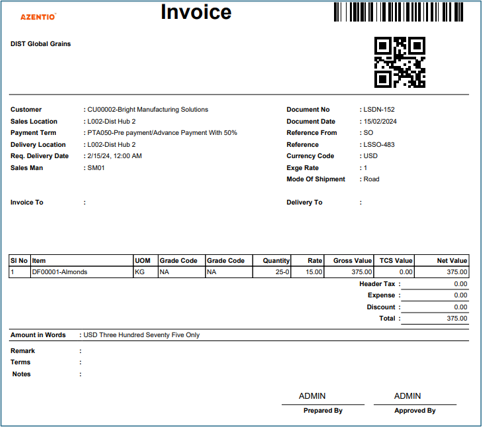 AZENTIO
Invoice
DIST Global Grains
Customer : CU00002-Bright Manufacturing Solutions Document No : LSDN-152
Sales Location : L002-Dist Hub 2 Document Date : 15/02/2024
Payment Term : PTA050-Pre payment/Advance Payment With 50% Reference From : SO
Delivery Location : L002-Dist Hub 2 Reference : LSSO-483
Req. Delivery Date : 2/15/24, 12:00 AM Currency Code : USD
Sales Man : SM01 Exge Rate : 1
Mode Of Shipment : Road
Invoice To : Delivery To :
Sl No Item UOM Grade Code Grade Code Quantity Rate Gross Value TCS Value Net Value
1 DF00001-Almonds KG NA NA 25-0 15.00 375.00 0.00 375.00
Header Tax : 0.00
Expense : 0.00
Discount : 0.00
Total : 375.00
Amount in Words : USD Three Hundred Seventy Five Only
Remark :
Terms :
Notes :
ADMIN ADMIN
Prepared By Approved By